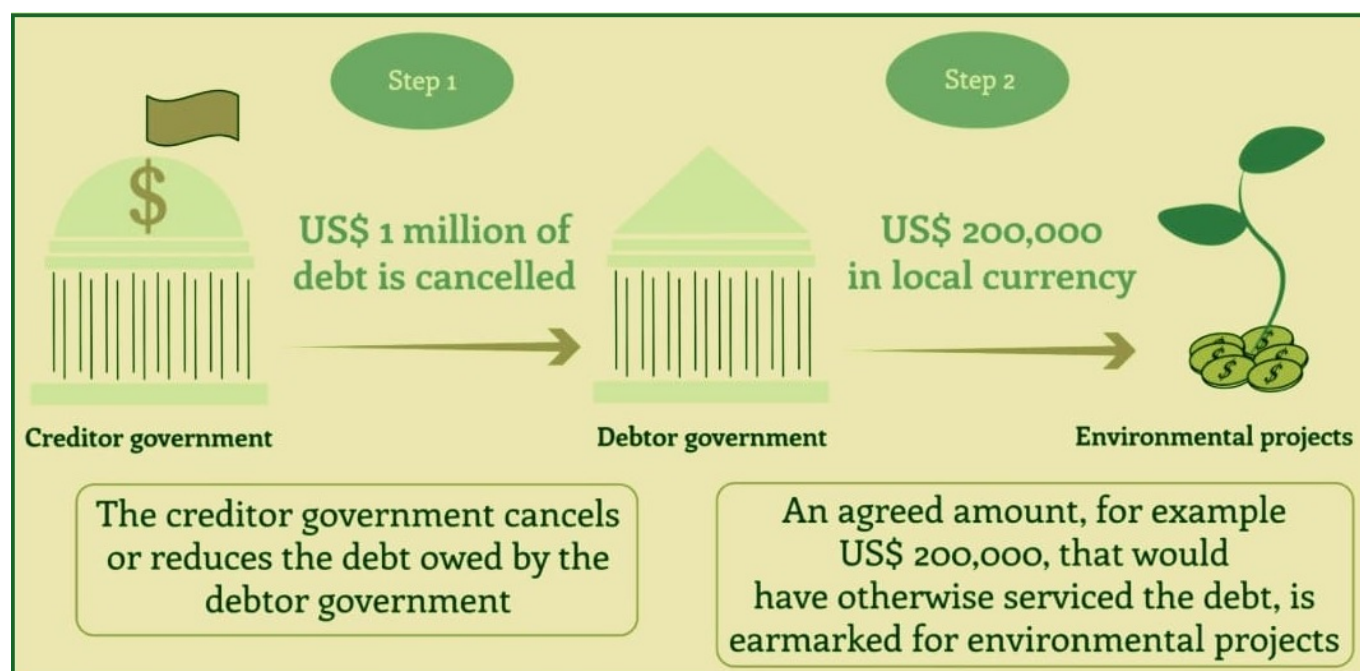 Step 1
Step 2
$
US$ 1 million of
debt is cancelled
US$ 200,000
in local currency
$
$
$
$
Creditor government
Debtor government
Environmental projects
The creditor government cancels
or reduces the debt owed by the
debtor government
An agreed amount, for example
US$ 200,000, that would
have otherwise serviced the debt, is
earmarked for environmental projects